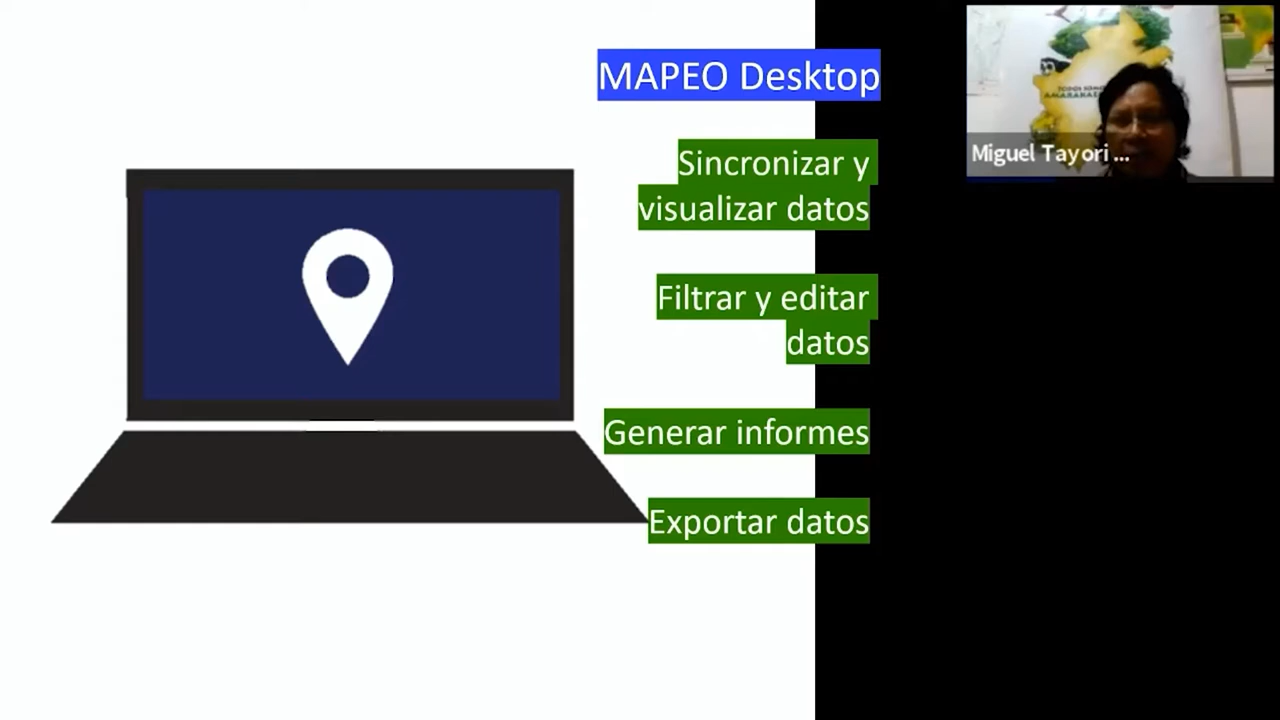 MAPEO Desktop
Sincronizar y
visualizar datos
Filtrar y editar
datos
Generar informes
Exportar datos
Miguel Tayori ...